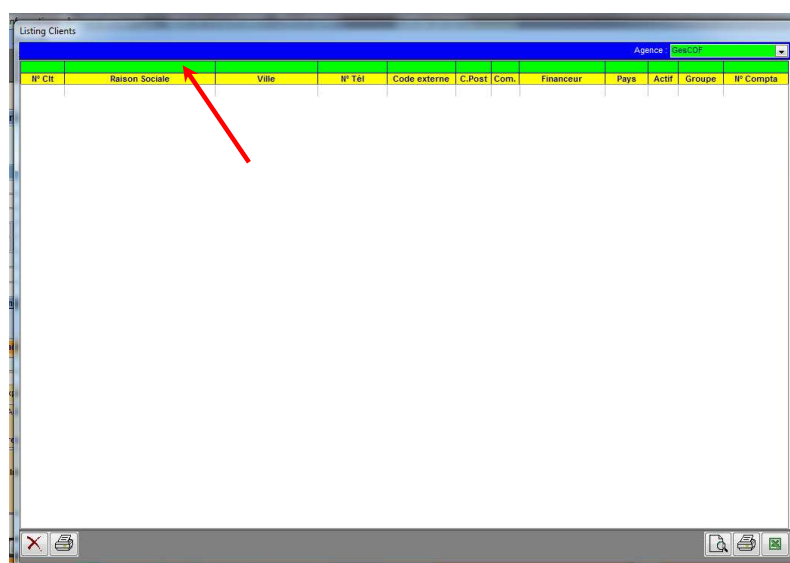 Listing Clients
Agence : GesCOF
N° Clt Raison Sociale Ville N° Tél Code externe C.Post Com. Financeur Pays Actif Groupe N° Compta